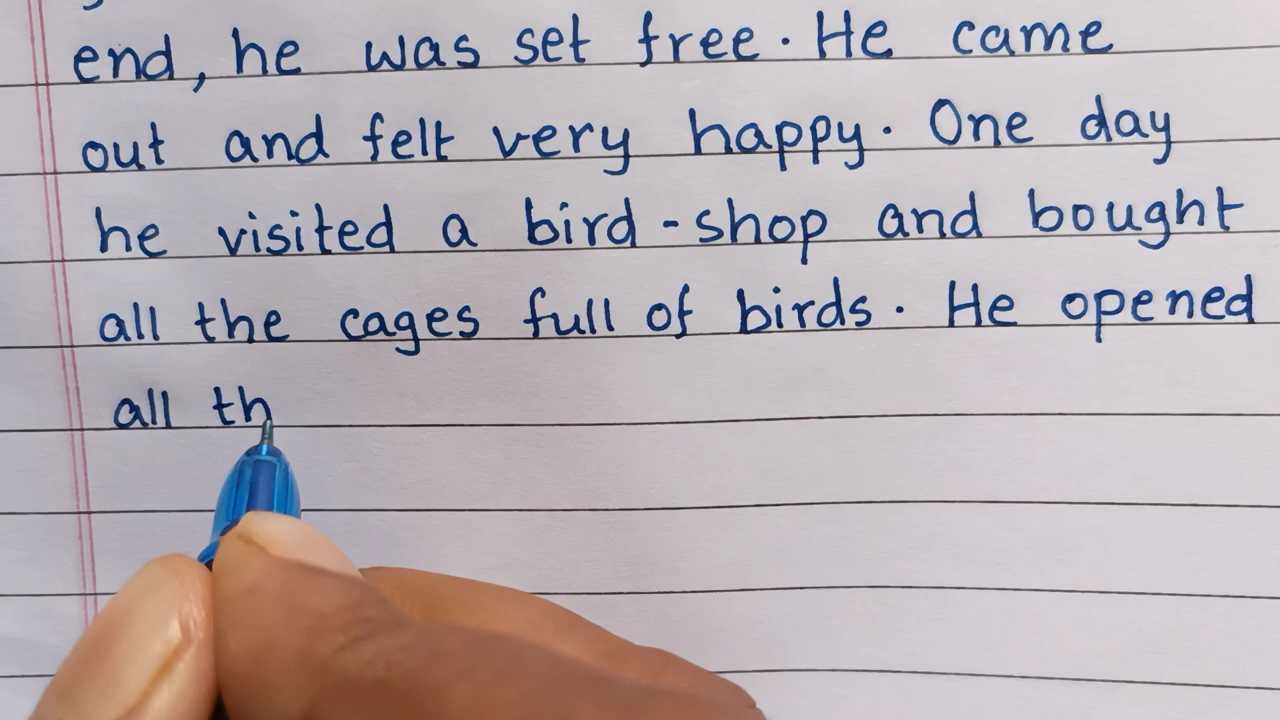 end, he was set free. He came
out and felt very happy. One day
he visited a bird-shop and bought
all the cages full of birds. He opened
all th